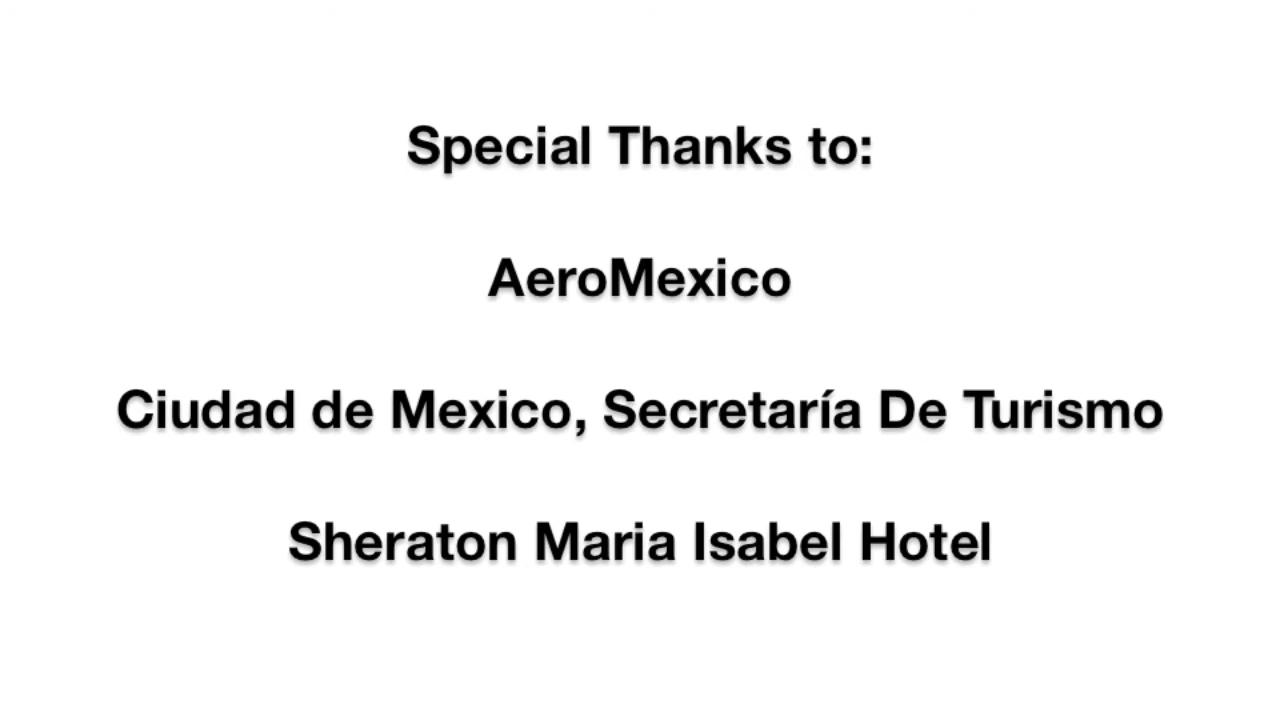 Special Thanks to:
AeroMexico
Ciudad de Mexico, Secretaría De Turismo
Sheraton Maria Isabel Hotel